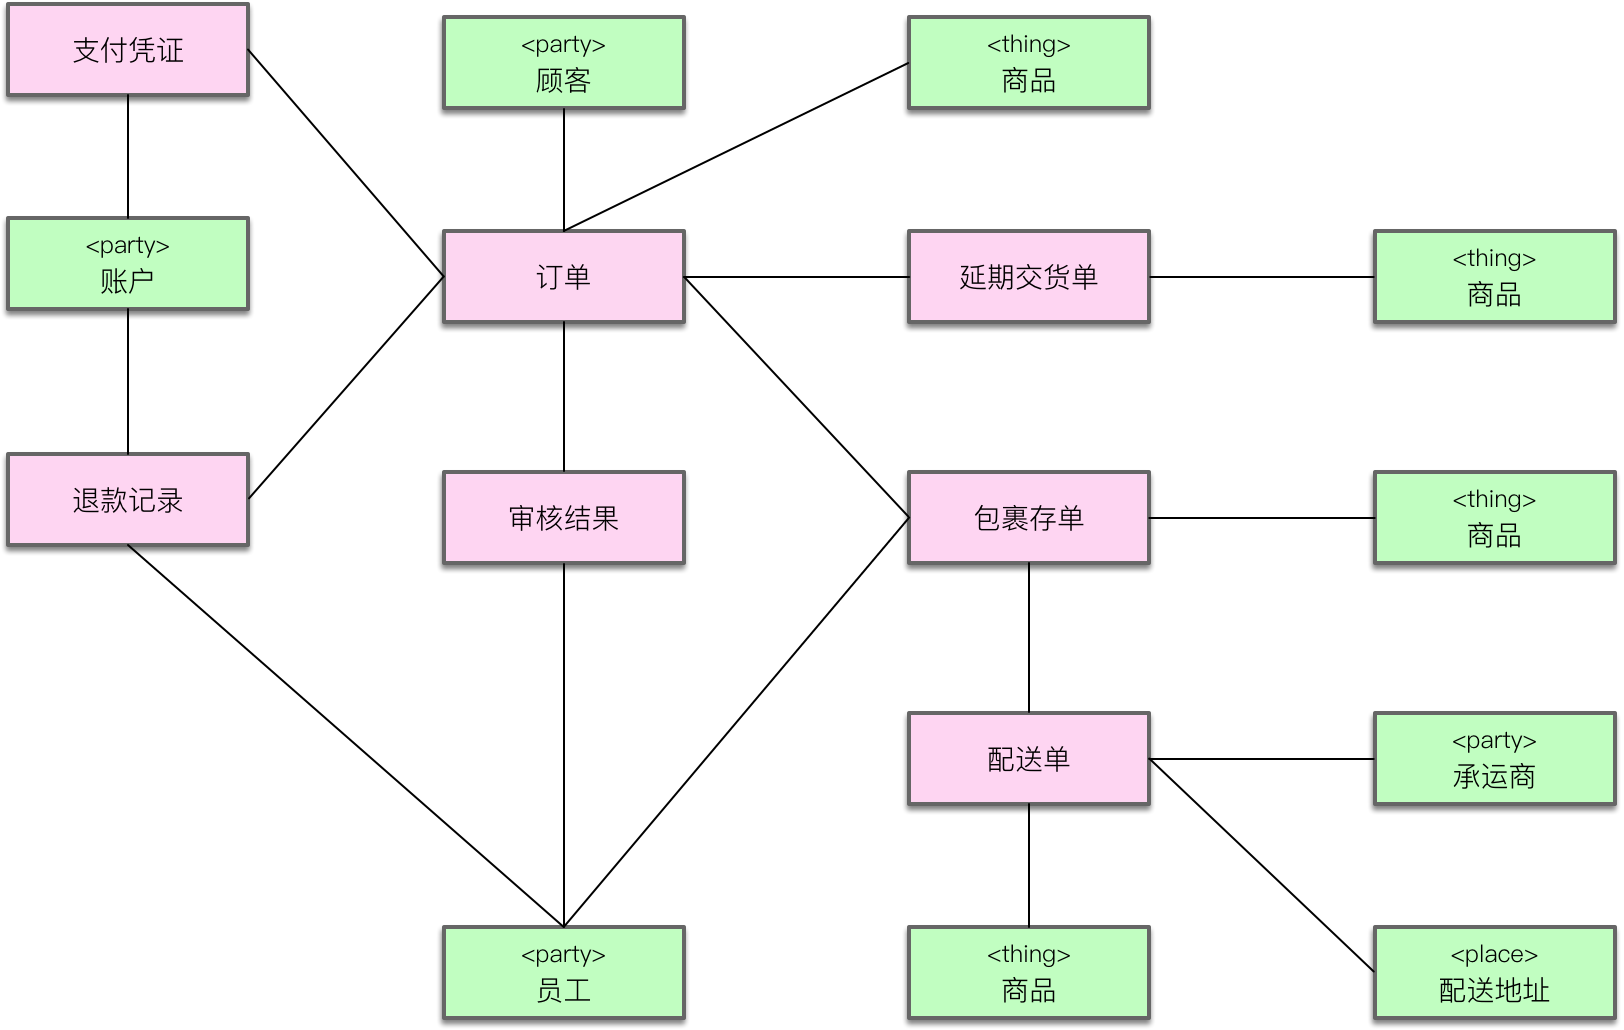 支付凭证
<party>
顾客
<thing>
商品
<party>
账户
订单
延期交货单
<thing>
商品
退款记录
审核结果
包裹存单
<thing>
商品
配送单
<party>
承运商
<party>
员工
<thing>
商品
<place>
配送地址